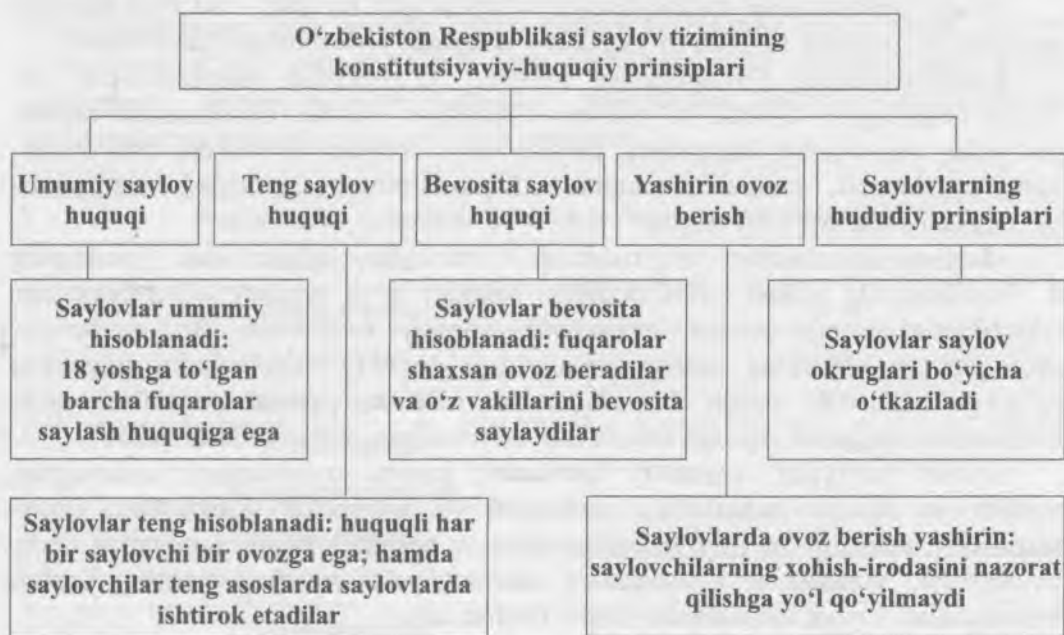 O‘zbekiston Respublikasi saylov tizimining
konstitutsiyaviy-huquqiy prinsiplari
Umumiy saylov
huquqi
Teng saylov
huquqi
Bevosita saylov
huquqi
Yashirin ovoz
berish
Saylovlarning
hududiy prinsiplari
Saylovlar umumiy
hisoblanadi:
18 yoshga to‘lgan
barcha fuqarolar
saylash huquqiga ega
Saylovlar bevosita
hisoblanadi: fuqarolar
shaxsan ovoz beradilar
va o‘z vakillarini bevosita
saylaydilar
Saylovlar saylov
okruglari bo‘yicha
o‘tkaziladi
Saylovlar teng hisoblanadi: huquqli har
bir saylovchi bir ovozga ega; hamda
saylovchilar teng asoslarda saylovlarda
ishtirok etadilar
Saylovlarda ovoz berish yashirin:
saylovchilarning xohish-irodasini nazorat
qilishga yo‘l qo‘yilmaydi